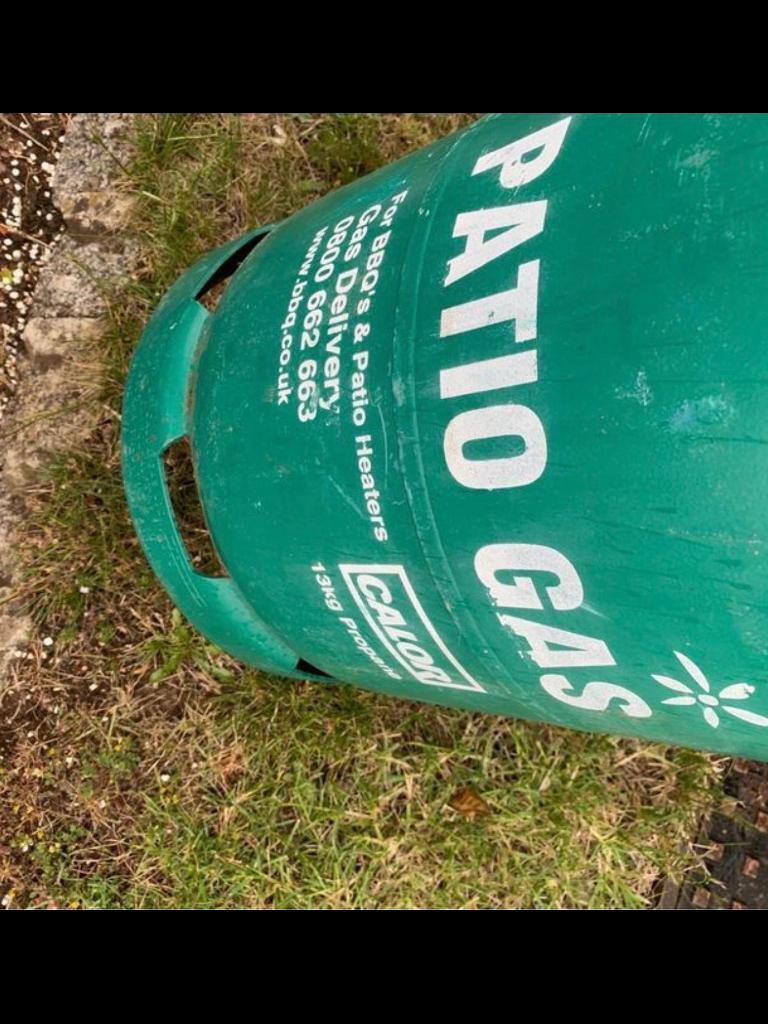 PATIO GAS
For BBQ's & Patio Heaters
Gas Delivery
0800 662 663
www.bbq.co.uk
CALOR
13kg Propane